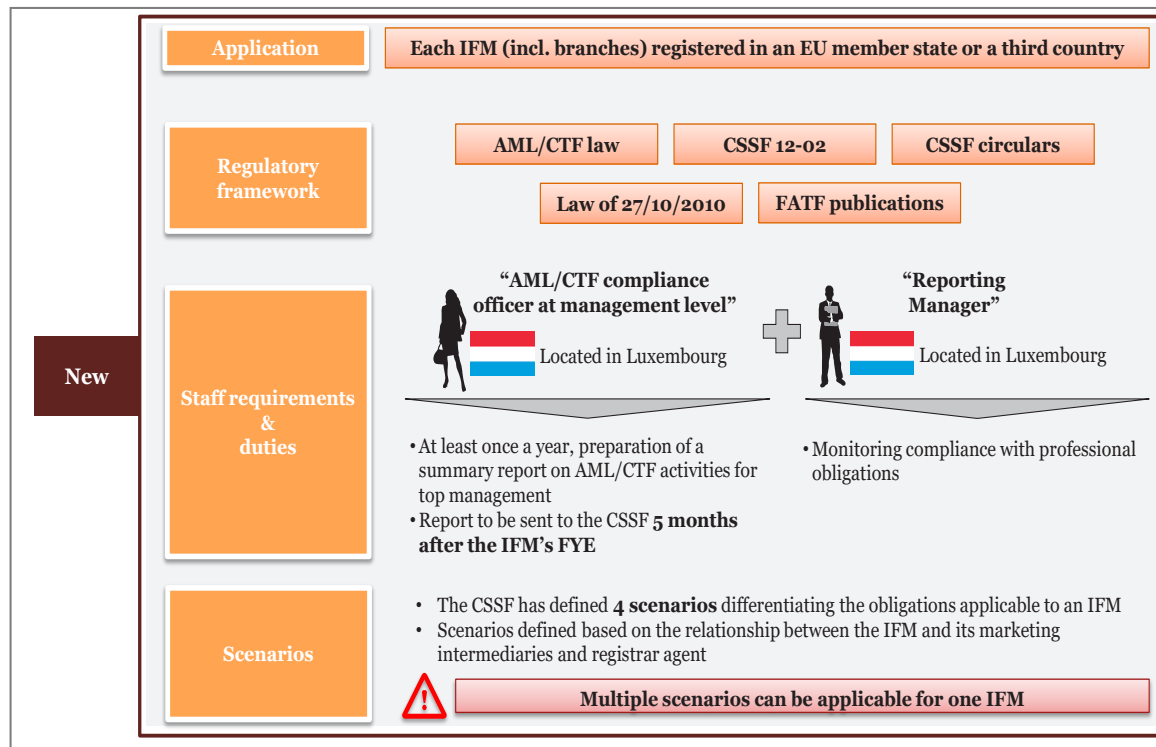 Application
Each IFM (incl. branches) registered in an EU member state or a third country
Regulatory
framework
AML/CTF law
CSSF 12-02
CSSF circulars
Law of 27/10/2010
FATF publications
New
Staff requirements
&
duties
“AML/CTF compliance
officer at management level”
Located in Luxembourg
“Reporting
Manager”
Located in Luxembourg
• At least once a year, preparation of a
summary report on AML/CTF activities for
top management
• Report to be sent to the CSSF 5 months
after the IFM’s FYE
• Monitoring compliance with professional
obligations
Scenarios
• The CSSF has defined 4 scenarios differentiating the obligations applicable to an IFM
• Scenarios defined based on the relationship between the IFM and its marketing
intermediaries and registrar agent
!
Multiple scenarios can be applicable for one IFM